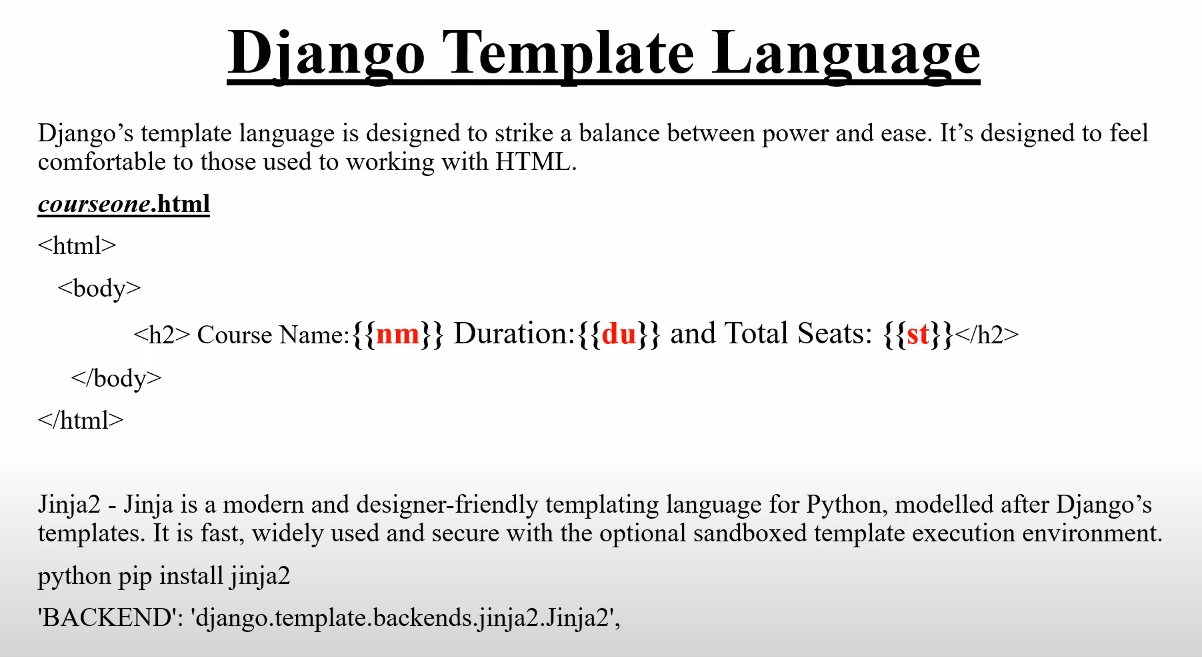 Django Template Language
Django’s template language is designed to strike a balance between power and ease. It’s designed to feel
comfortable to those used to working with HTML.
courseone.html
<html>
<body>
<h2> Course Name:{{nm}} Duration:{{du}} and Total Seats: {{st}}</h2>
</body>
</html>
Jinja2 - Jinja is a modern and designer-friendly templating language for Python, modelled after Django’s
templates. It is fast, widely used and secure with the optional sandboxed template execution environment.
python pip install jinja2
'BACKEND': 'django.template.backends.jinja2.Jinja2',